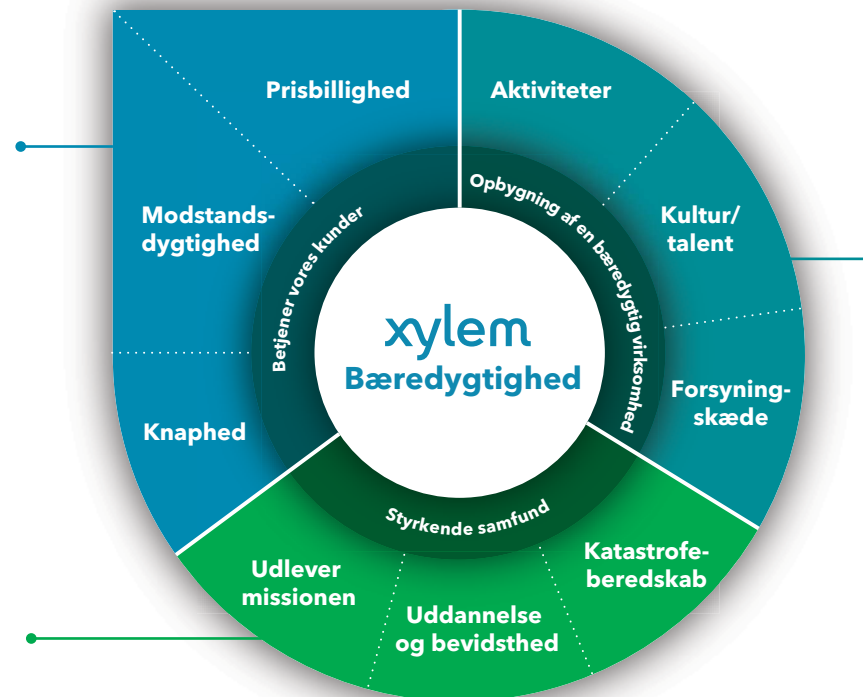 Prisbillighed
Aktiviteter
Modstands-
dygtighed
Kultur/
talent
Betjener vores kunder
Opbygning af en bæredygtig virksomhed
xylem
Bæredygtighed
Knaphed
Forsyning-
skæde
Styrkende samfund
Udlever
missionen
Uddannelse
og bevidsthed
Katastrofe-
beredskab